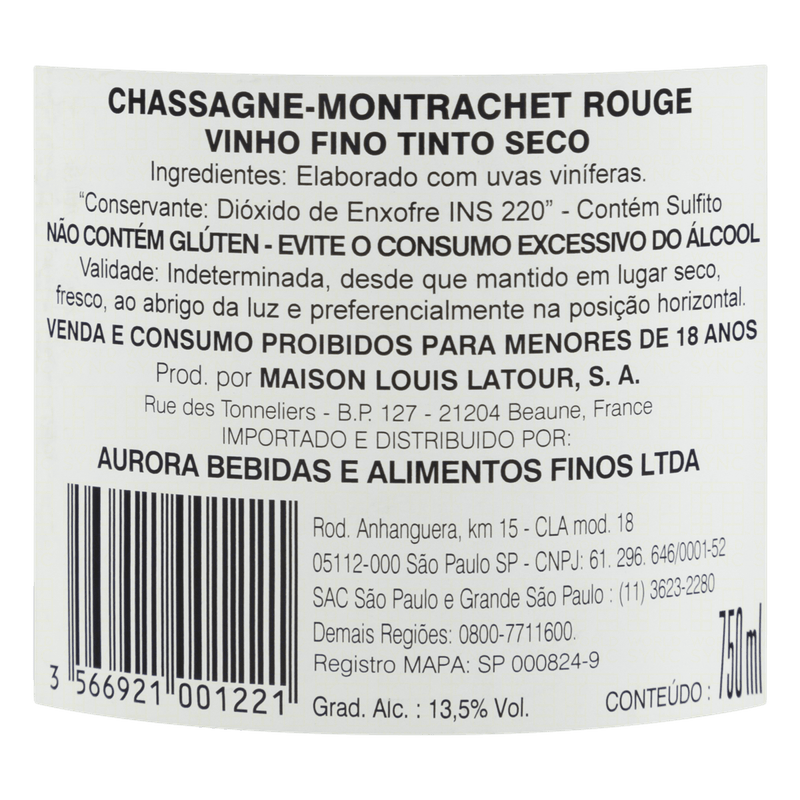 CHASSAGNE-MONTRACHET ROUGE
VINHO FINO TINTO SECO
Ingredientes: Elaborado com uvas viníferas.
"Conservante: Dióxido de Enxofre INS 220" - Contém Sulfito
NÃO CONTÉM GLÚTEN - EVITE O CONSUMO EXCESSIVO DO ÁLCOOL
Validade: Indeterminada, desde que mantido em lugar seco,
fresco, ao abrigo da luz e preferencialmente na posição horizontal.
VENDA E CONSUMO PROIBIDOS PARA MENORES DE 18 ANOS
Prod. por MAISON LOUIS LATOUR, S. A.
Rue des Tonneliers - B.P. 127 - 21204 Beaune, France
IMPORTADO E DISTRIBUIDO POR:
AURORA BEBIDAS E ALIMENTOS FINOS LTDA
Rod. Anhanguera, km 15 - CLA mod. 18
05112-000 São Paulo SP - CNPJ: 61. 296. 646/0001-52
SAC São Paulo e Grande São Paulo : (11) 3623-2280
Demais Regiões: 0800-7711600.
Registro MAPA: SP 000824-9
Grad. Alc. : 13,5% Vol.
CONTEÚDO : 750 ml
3 566921 001221